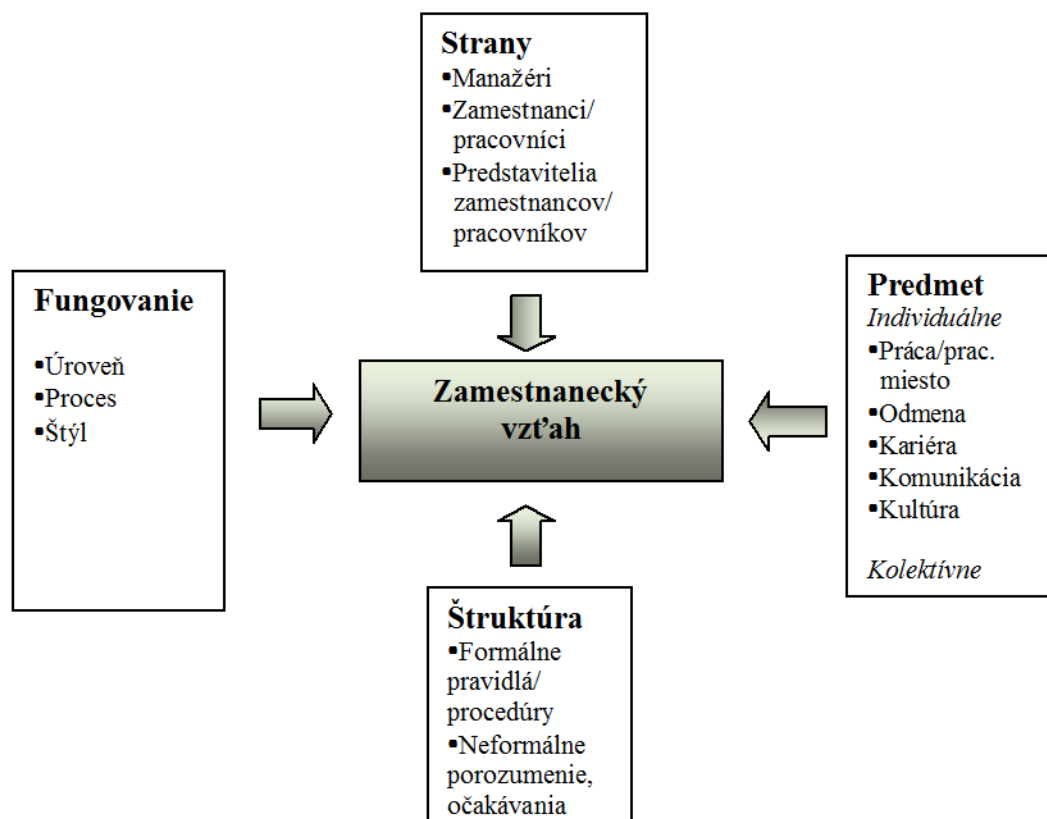 Strany
▪Manažéri
▪Zamestnanci/
pracovníci
▪Predstavitelia
zamestnancov/
pracovníkov
Fungovanie
▪Úroveň
▪Proces
▪Štýl
Zamestnanecký
vzťah
Predmet
Individuálne
▪Práca/prac.
miesto
▪Odmena
▪Kariéra
▪Komunikácia
▪Kultúra
Kolektívne
Štruktúra
▪Formálne
pravidlá/
procedúry
▪Neformálne
porozumenie,
očakávania